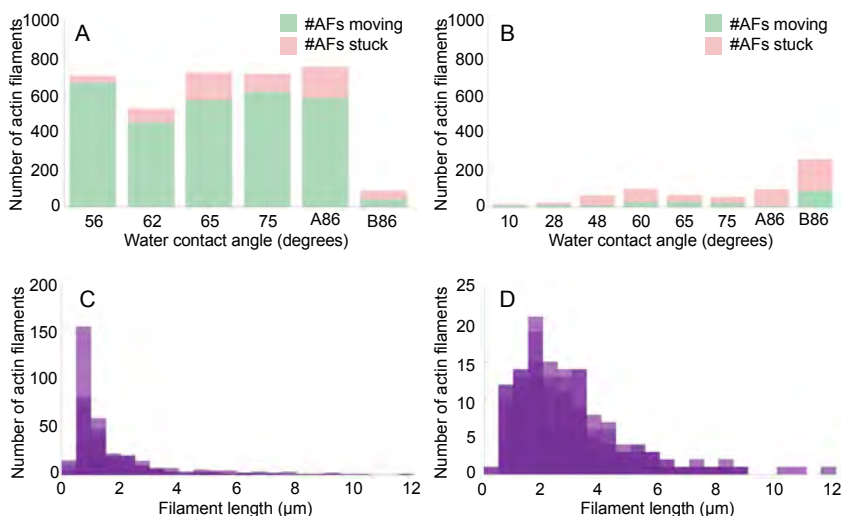 A
#AFs moving
#AFs stuck
Number of actin filaments
1000
800
600
400
200
0
56 62 65 75 A86 B86
Water contact angle (degrees)
B
#AFs moving
#AFs stuck
Number of actin filaments
1000
800
600
400
200
0
10 28 48 60 65 75 A86 B86
Water contact angle (degrees)
C
Number of actin filaments
200
150
100
50
0
0 2 4 6 8 10 12
Filament length (μm)
D
Number of actin filaments
25
20
15
10
5
0
0 2 4 6 8 10 12
Filament length (μm)